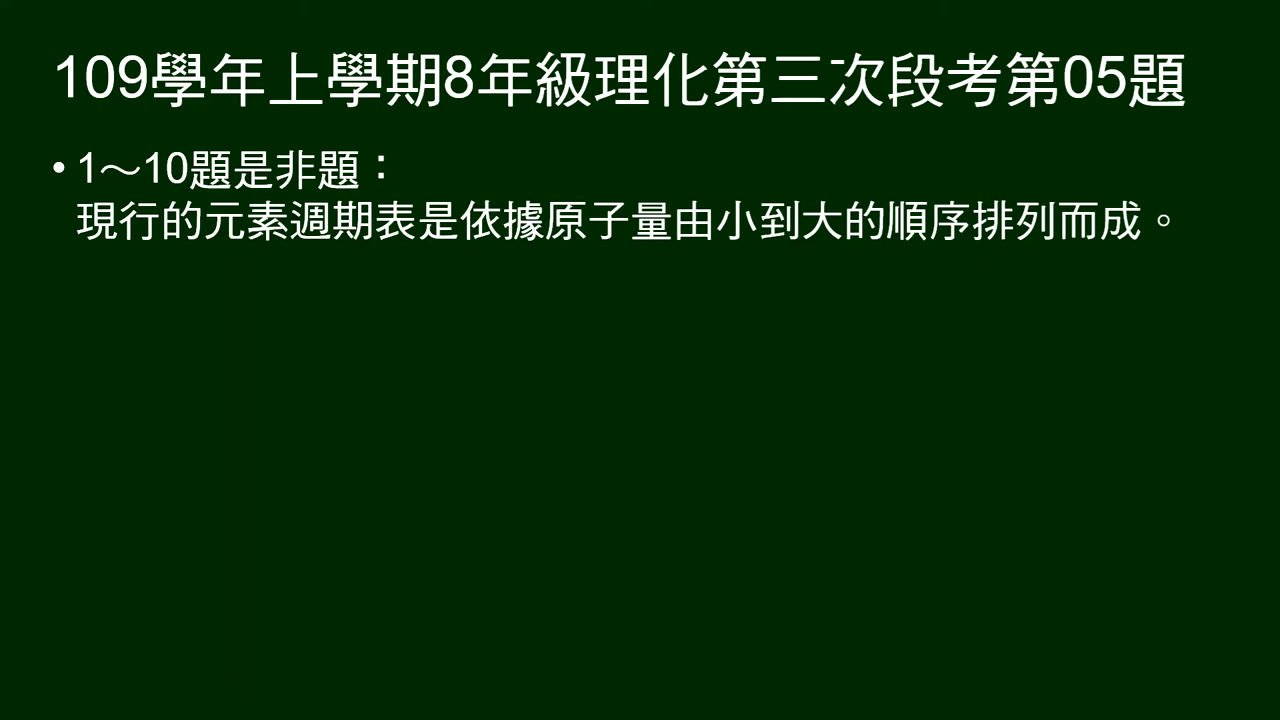 109學年上學期8年級理化第三次段考第05題
• 1～10題是非題：
現行的元素週期表是依據原子量由小到大的順序排列而成。